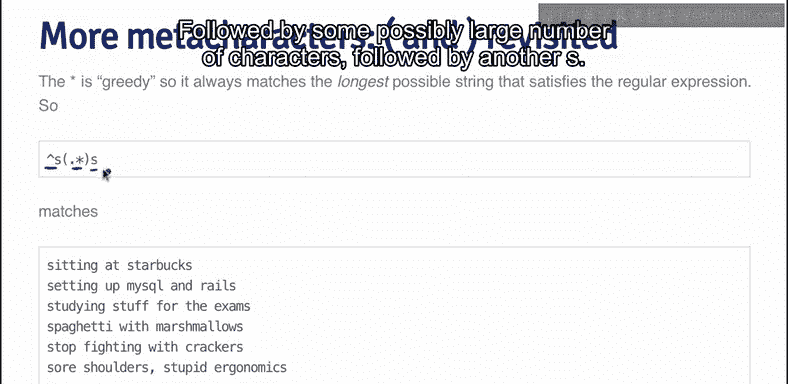 More metacharacters: ( and ) revisited
Followed by some possibly large number
of characters, followed by another s.
The * is “greedy” so it always matches the longest possible string that satisfies the regular expression.
So
^s(.*)s
matches
sitting at starbucks
setting up mysql and rails
studying stuff for the exams
spaghetti with marshmallows
stop fighting with crackers
sore shoulders, stupid ergonomics